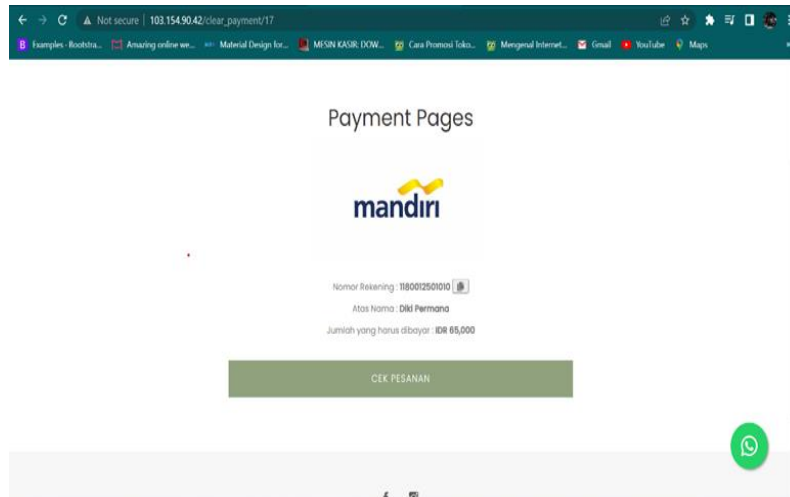 Not secure | 103.154.90.42/clear_payment/17
B Examples - Bootstra... Amazing online we... Material Design for... MESIN KASIR: DOW... Cara Promosi Toko... Mengenal Internet... Gmail YouTube Maps
Payment Pages
mandiri
Nomor Rekening : 1180012501010
Atas Nama : Diki Permana
Jumlah yang harus dibayar : IDR 65,000
CEK PESANAN